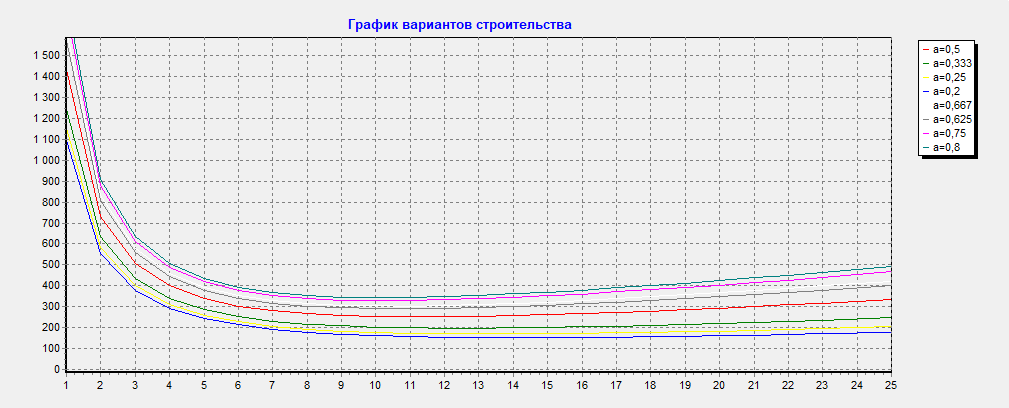 График вариантов строительства
1 500
1 400
1 300
1 200
1 100
1 000
900
800
700
600
500
400
300
200
100
0
1 2 3 4 5 6 7 8 9 10 11 12 13 14 15 16 17 18 19 20 21 22 23 24 25
a=0,5
a=0,333
a=0,25
a=0,2
a=0,667
a=0,625
a=0,75
a=0,8